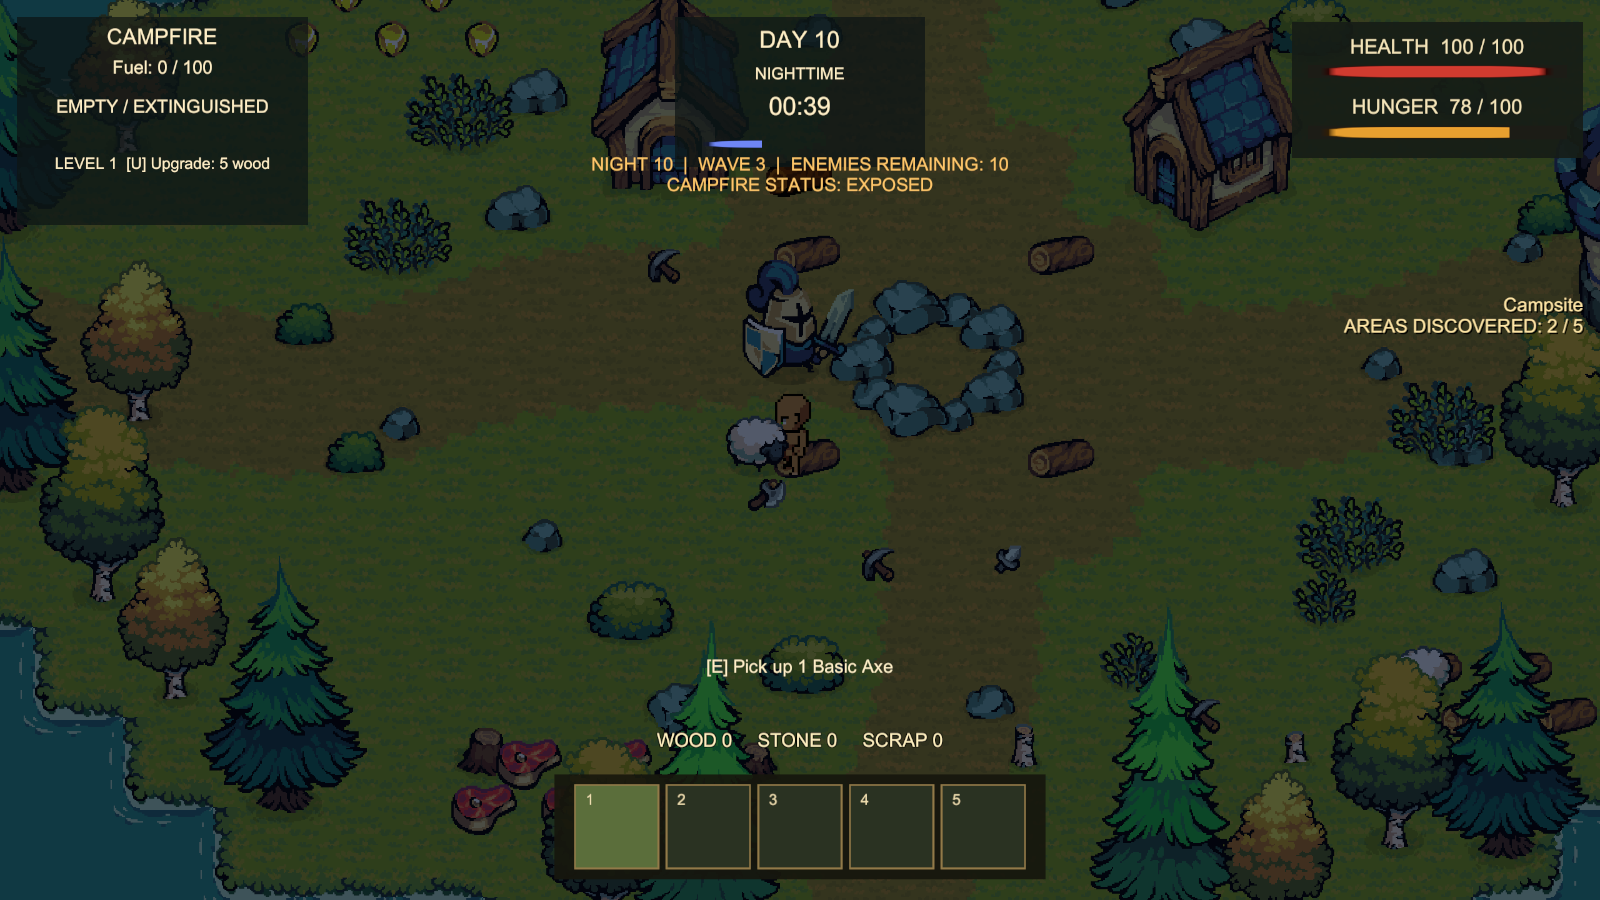 CAMPFIRE
Fuel: 0 / 100
EMPTY / EXTINGUISHED
LEVEL 1 [U] Upgrade: 5 wood
DAY 10
NIGHTTIME
00:39
NIGHT 10 | WAVE 3 | ENEMIES REMAINING: 10
CAMPFIRE STATUS: EXPOSED
HEALTH 100 / 100
HUNGER 78 / 100
Campsite
AREAS DISCOVERED: 2 / 5
[E] Pick up 1 Basic Axe
WOOD 0 STONE 0 SCRAP 0
1 2 3 4 5